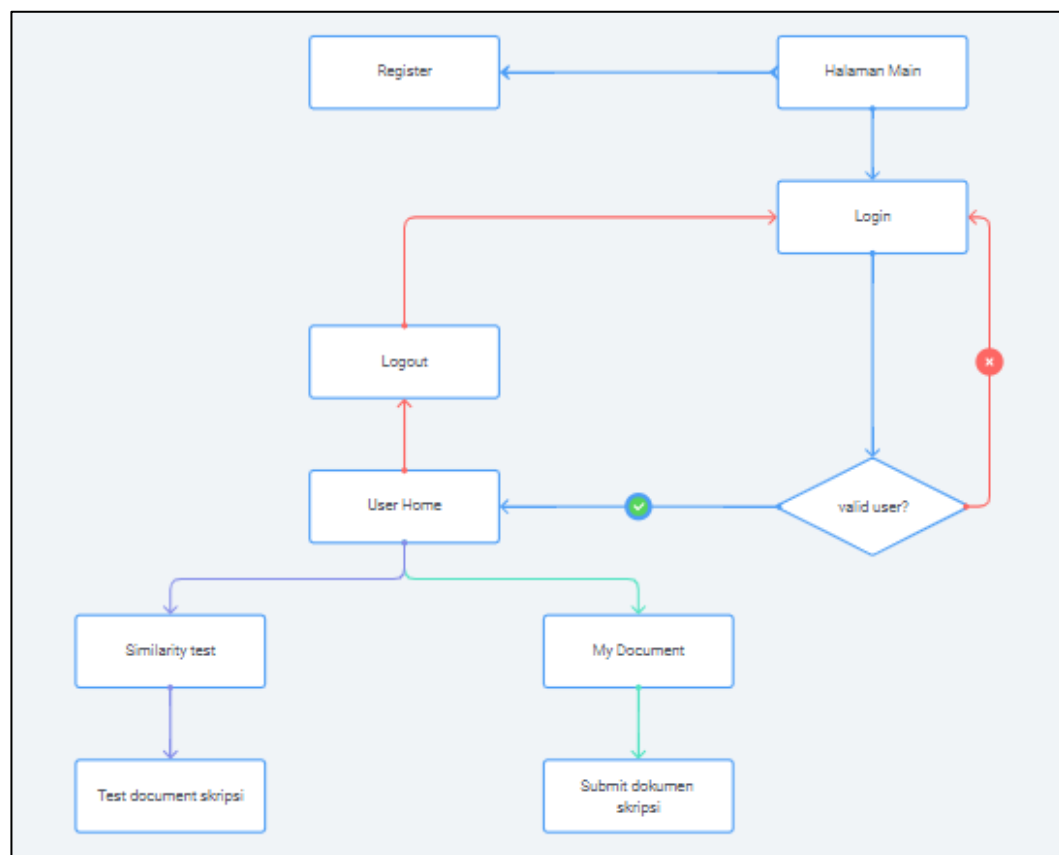 Register
Halaman Main
Login
Logout
User Home
valid user?
Similarity test
My Document
Test document skripsi
Submit dokumen
skripsi